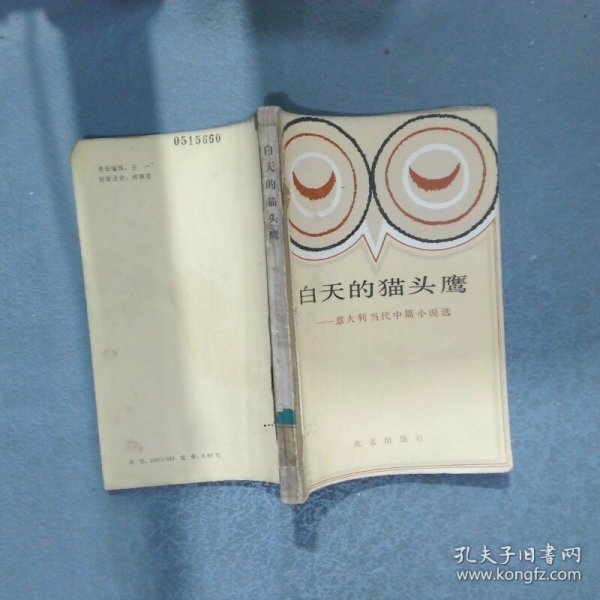 0515660
白天的猫头鹰
白天的猫头鹰
——意大利当代中篇小说选
北京出版社
孔夫子旧书网
www.kongfz.com